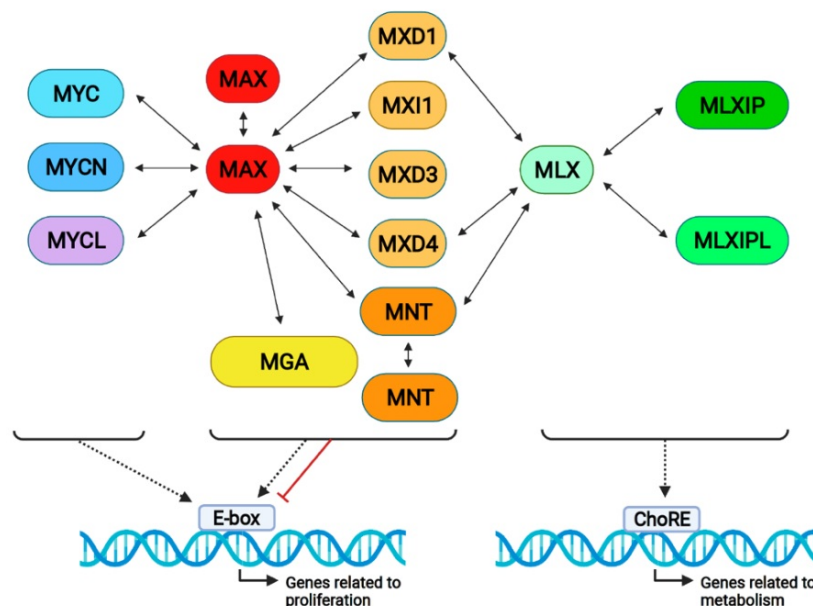 MXD1
MAX
MYC
MXI1
MLXIP
MYCN
MAX
MXD3
MLX
MYCL
MXD4
MLXIPL
MNT
MGA
MNT
E-box
ChoRE
Genes related to
proliferation
Genes related to
metabolism